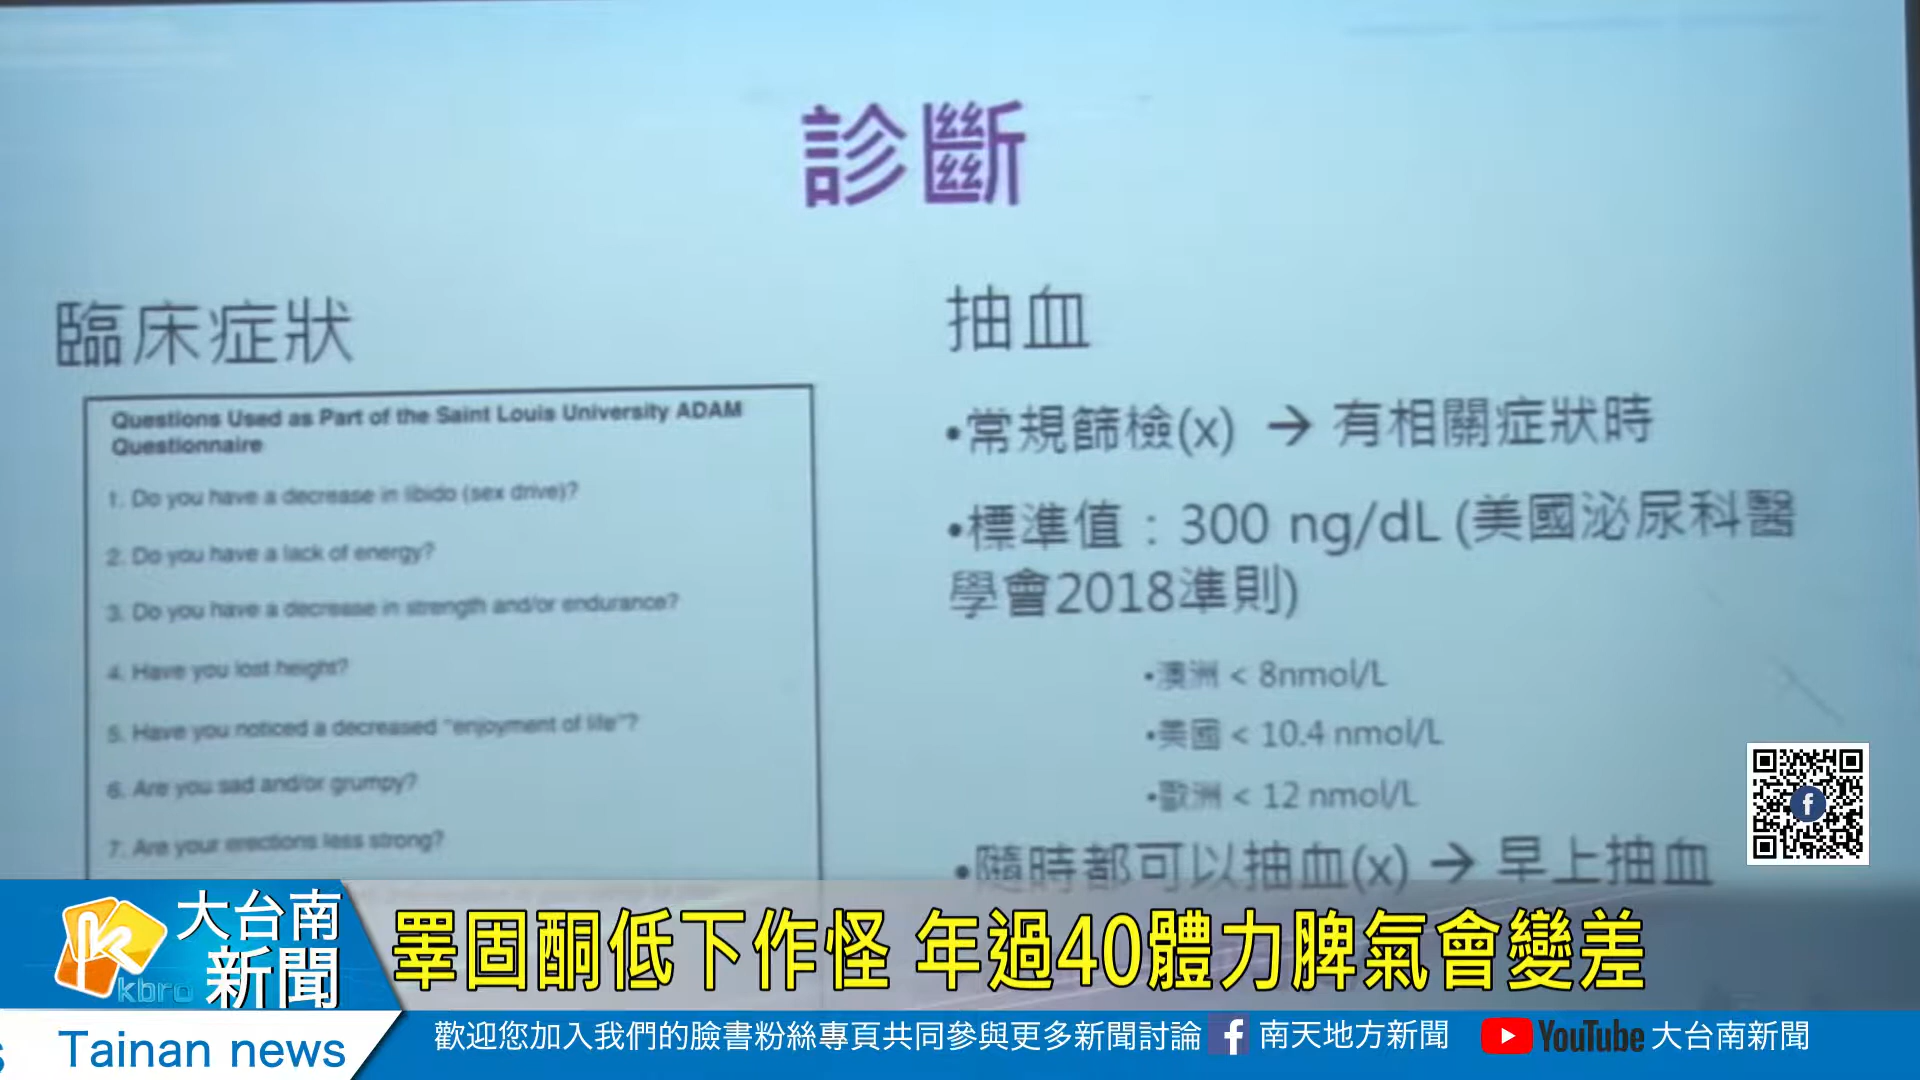 診斷
臨床症狀
Questions Used as Part of the Saint Louis University ADAM
Questionnaire
1. Do you have a decrease in libido (sex drive)?
2. Do you have a lack of energy?
3. Do you have a decrease in strength and/or endurance?
4. Have you lost height?
5. Have you noticed a decreased "enjoyment of life"?
6. Are you sad and/or grumpy?
7. Are your erections less strong?
抽血
•常規篩檢(x) → 有相關症狀時
•標準值：300 ng/dL (美國泌尿科醫
學會2018準則)
•澳洲 < 8nmol/L
•美國 < 10.4 nmol/L
•歐洲 < 12 nmol/L
•隨時都可以抽血(x) → 早上抽血
kbro
大台南
新聞
睪固酮低下作怪 年過40體力脾氣會變差
Tainan news
歡迎您加入我們的臉書粉絲專頁共同參與更多新聞討論 f 南天地方新聞 YouTube 大台南新聞